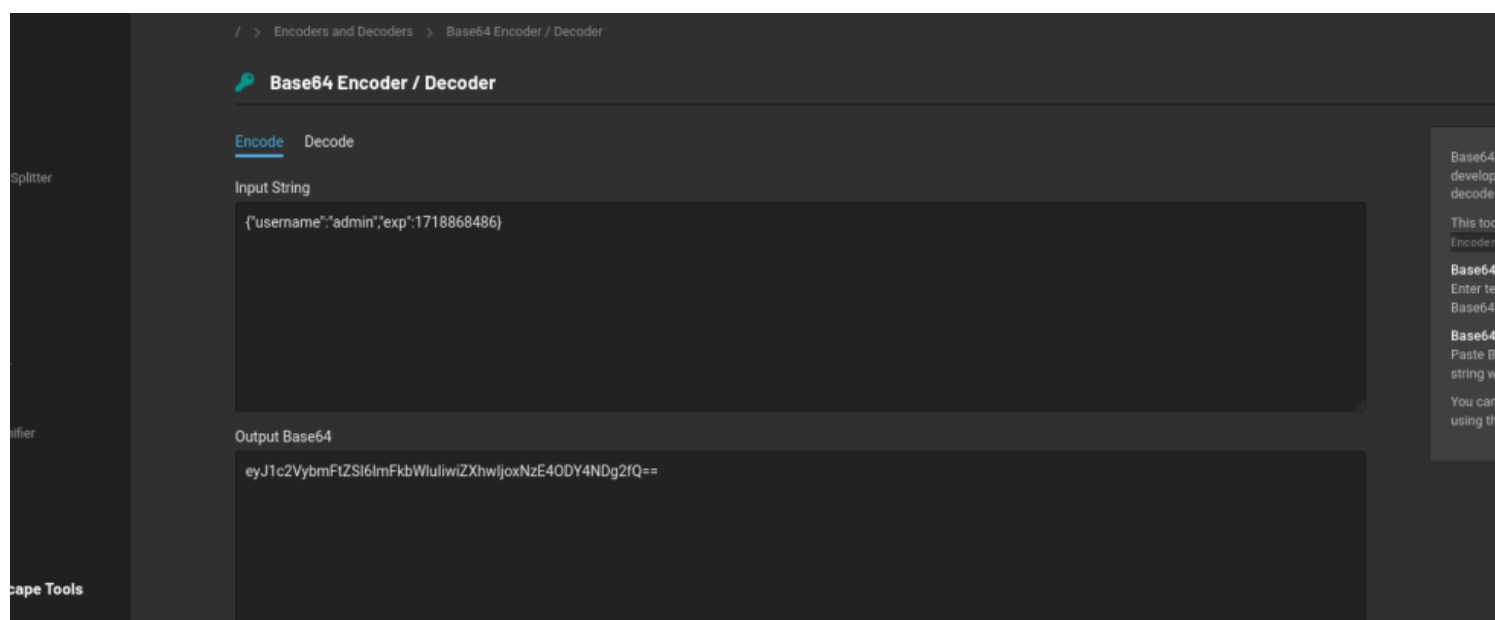 / > Encoders and Decoders > Base64 Encoder / Decoder
Base64 Encoder / Decoder
Encode Decode
Input String
{"username":"admin","exp":1718868486}
Output Base64
eyJ1c2VybmFtZSI6ImFkbWluIiwiZXhwIjoxNzE4ODY4NDg2fQ==
Splitter
ifier
cape Tools
Base64
develop
decode
This too
Encoder
Base64
Enter te
Base64
Base64
Paste B
string w
You can
using th